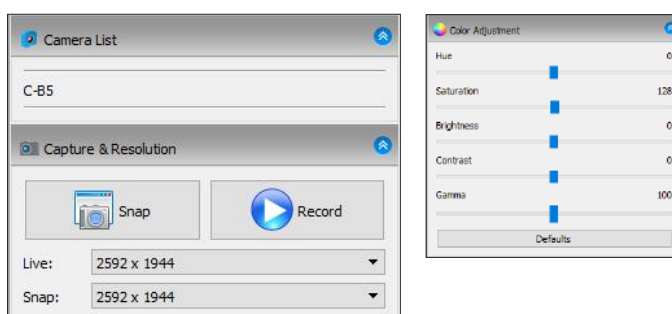 Camera List
C-B5
Capture & Resolution
Snap Record
Live: 2592 x 1944
Snap: 2592 x 1944
Color Adjustment
Hue 0
Saturation 128
Brightness 0
Contrast 0
Gamma 100
Defaults